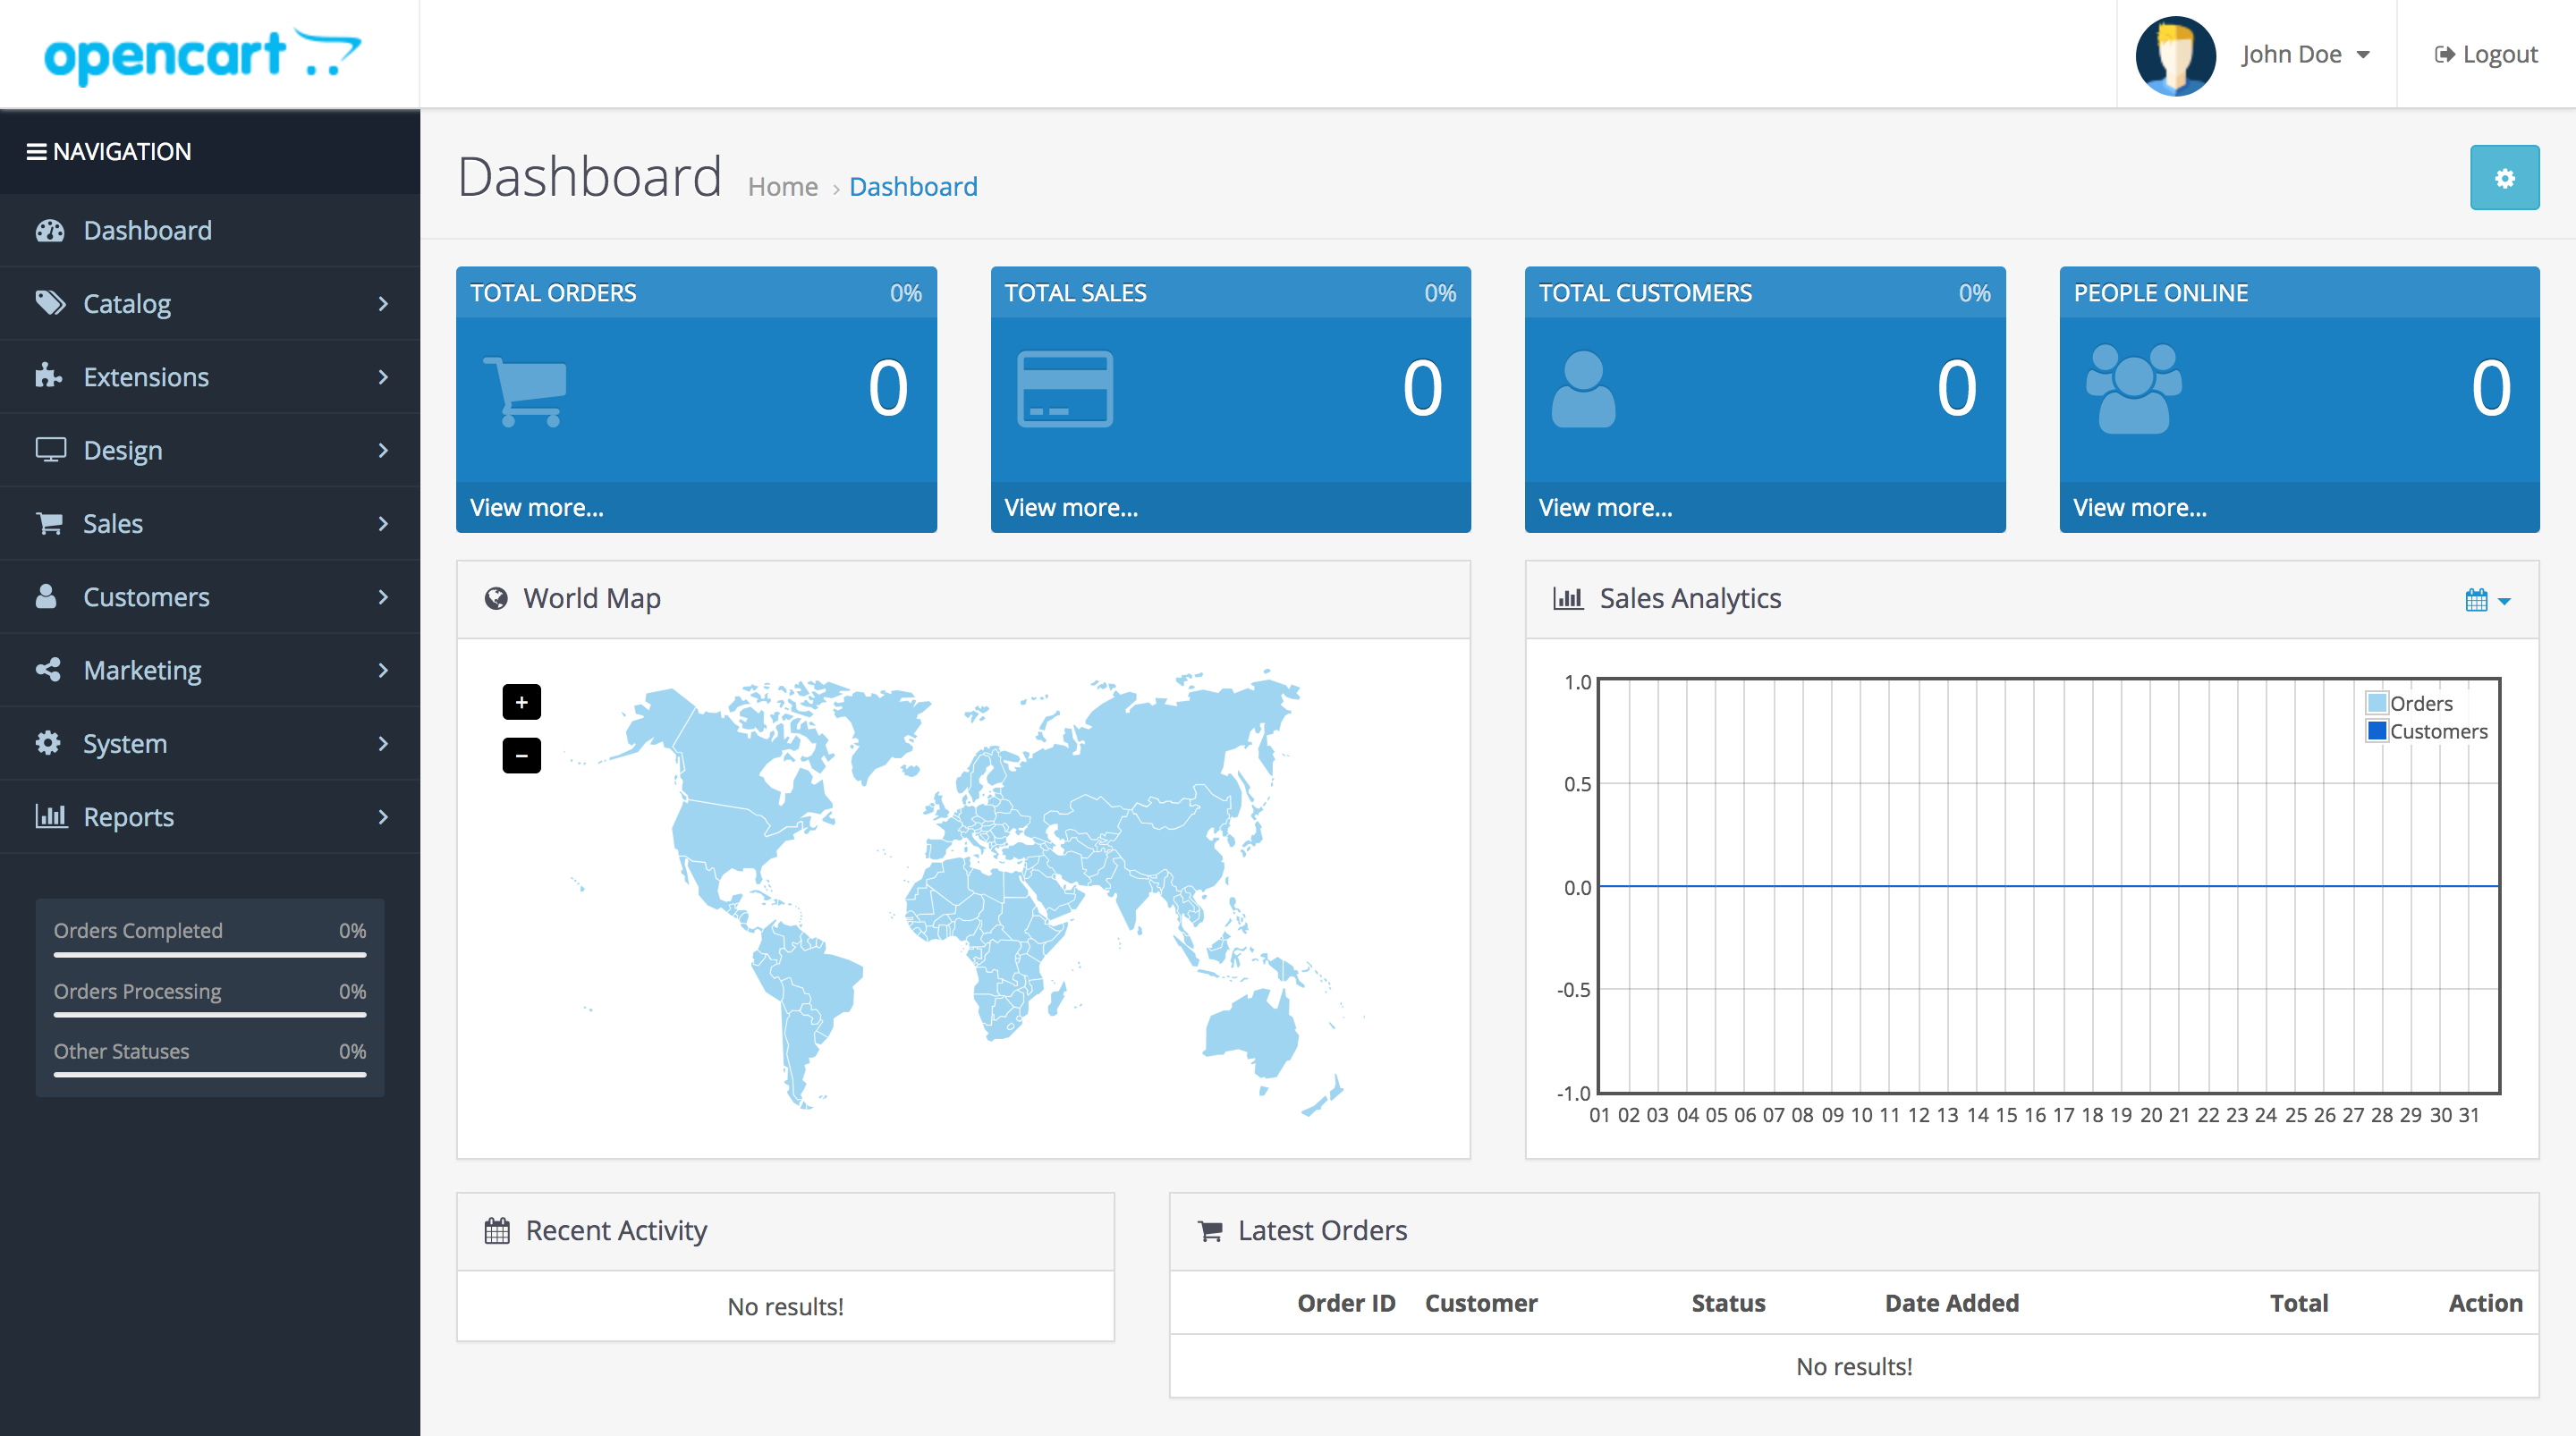 opencart
John Doe
Logout
NAVIGATION
Dashboard
Catalog
Extensions
Design
Sales
Customers
Marketing
System
Reports
Orders Completed 0%
Orders Processing 0%
Other Statuses 0%
Dashboard Home › Dashboard
TOTAL ORDERS 0%
0
View more...
TOTAL SALES 0%
0
View more...
TOTAL CUSTOMERS 0%
0
View more...
PEOPLE ONLINE
0
View more...
World Map
+
−
Sales Analytics
1.0
0.5
0.0
-0.5
-1.0
Orders
Customers
01 02 03 04 05 06 07 08 09 10 11 12 13 14 15 16 17 18 19 20 21 22 23 24 25 26 27 28 29 30 31
Recent Activity
No results!
Latest Orders
Order ID Customer Status Date Added Total Action
No results!